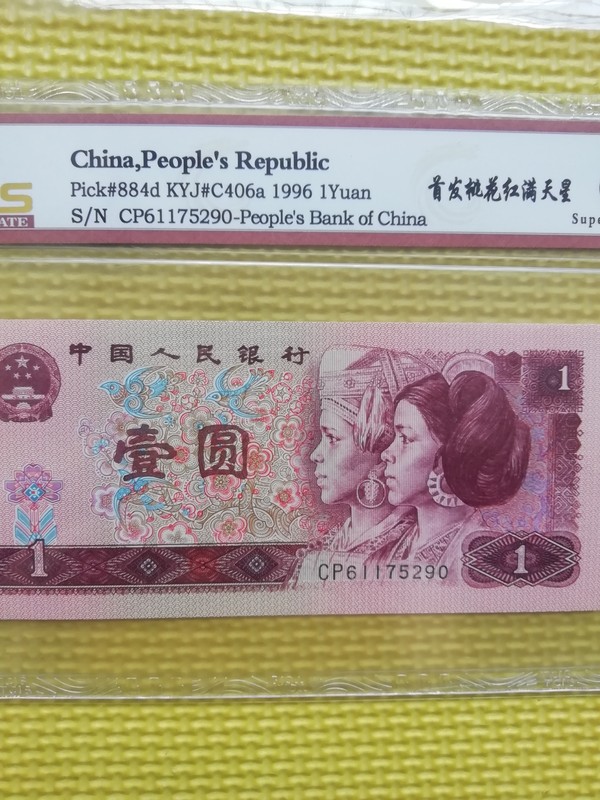 China,People's Republic
Pick#884d KYJ#C406a 1996 1Yuan
S/N CP61175290-People's Bank of China
首发桃花红满天星
中国人民银行
1
壹圆
1
CP61175290
1